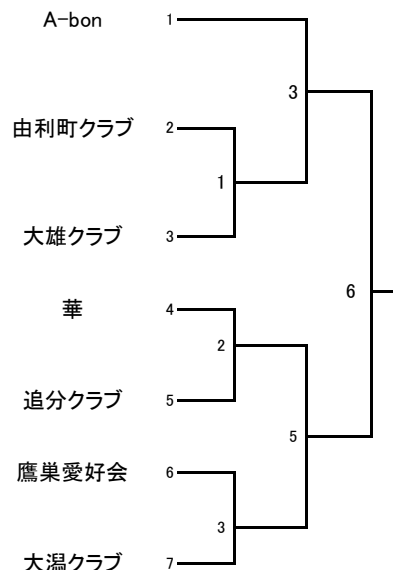 A-bon 1
3
由利町クラブ 2
1
大雄クラブ 3
6
華 4
2
追分クラブ 5
5
鷹巣愛好会 6
3
大潟クラブ 7